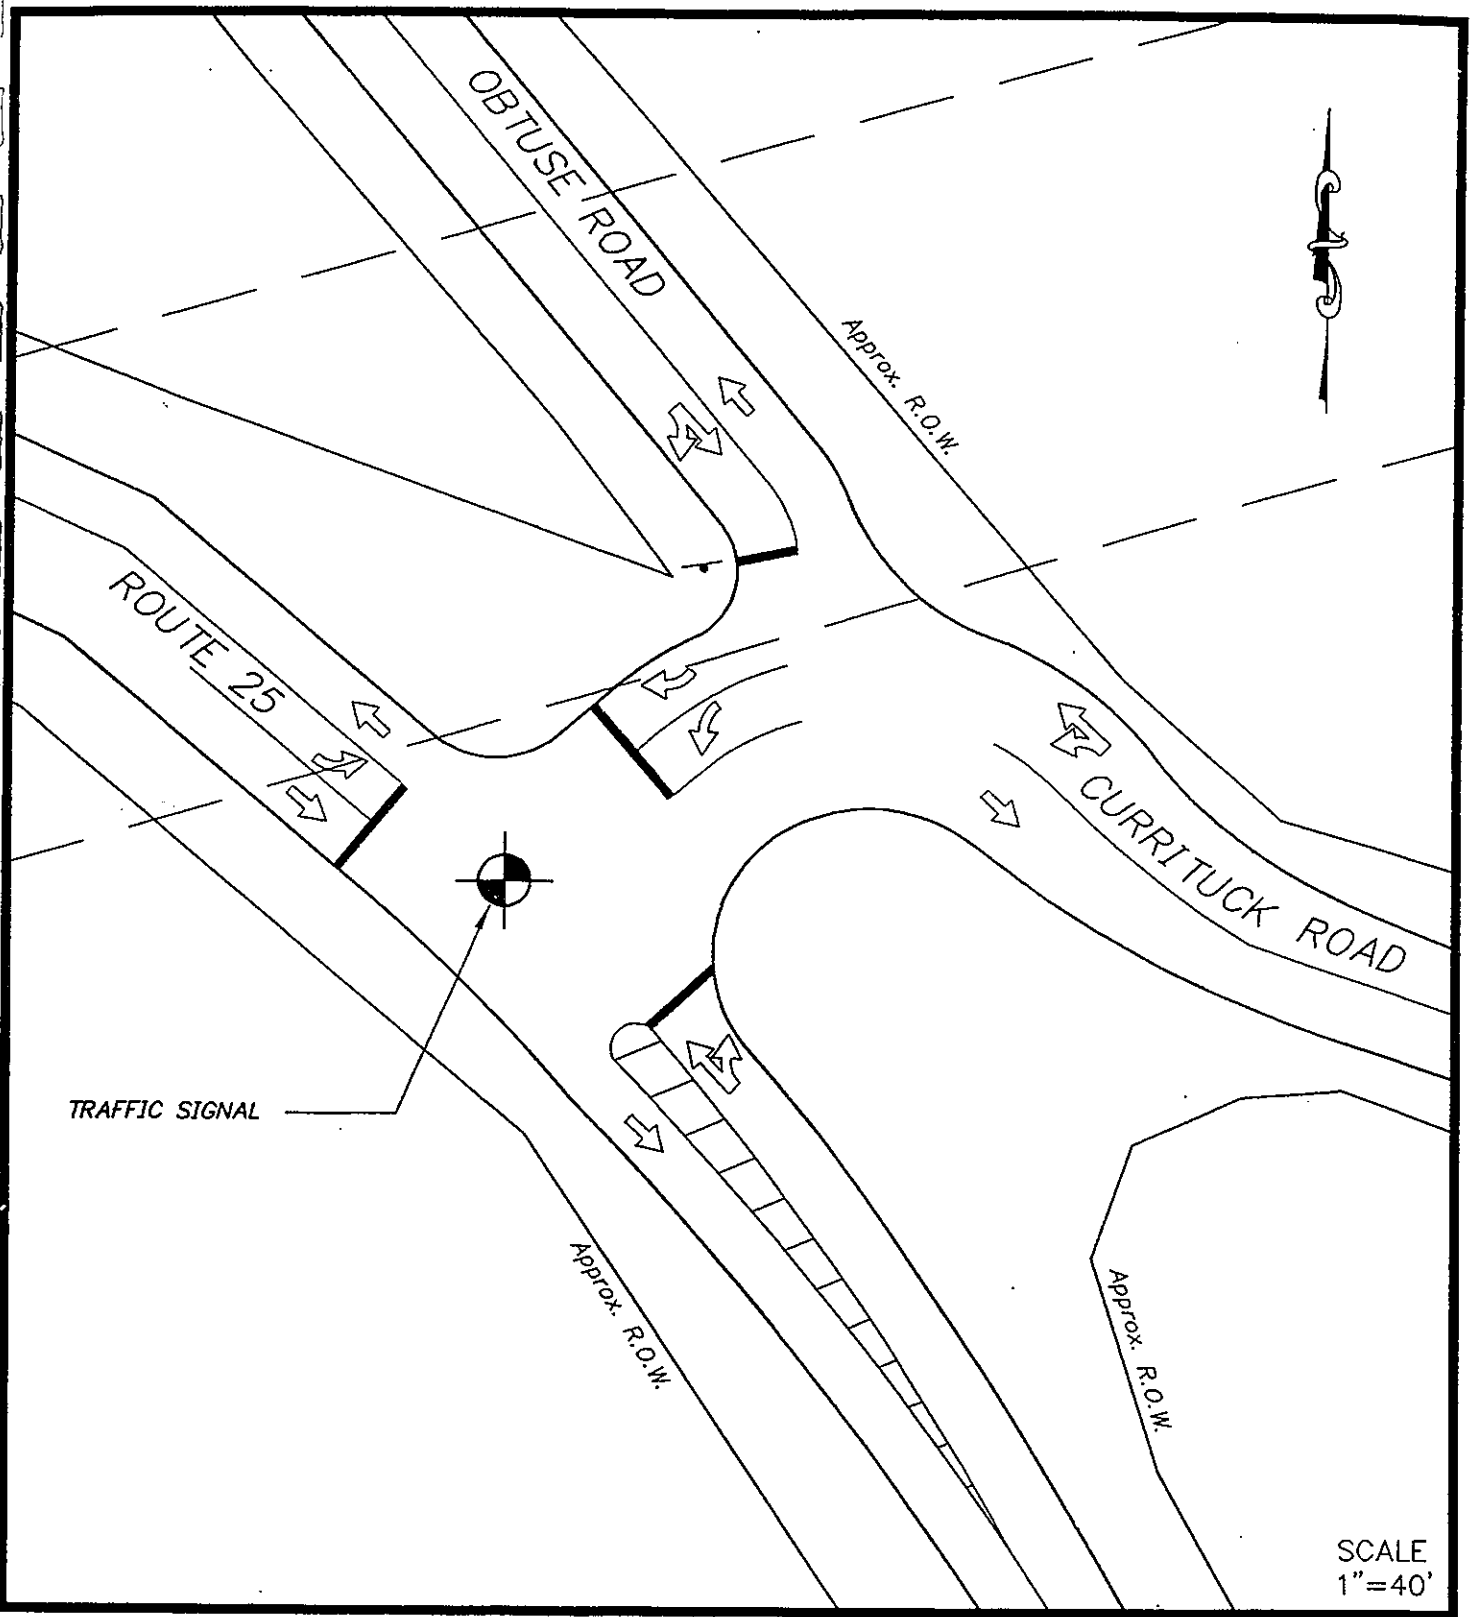 OBTUSE ROAD
Approx. R.O.W.
ROUTE 25
CURRITUCK ROAD
TRAFFIC SIGNAL
Approx. R.O.W.
Approx. R.O.W.
SCALE
1"=40'